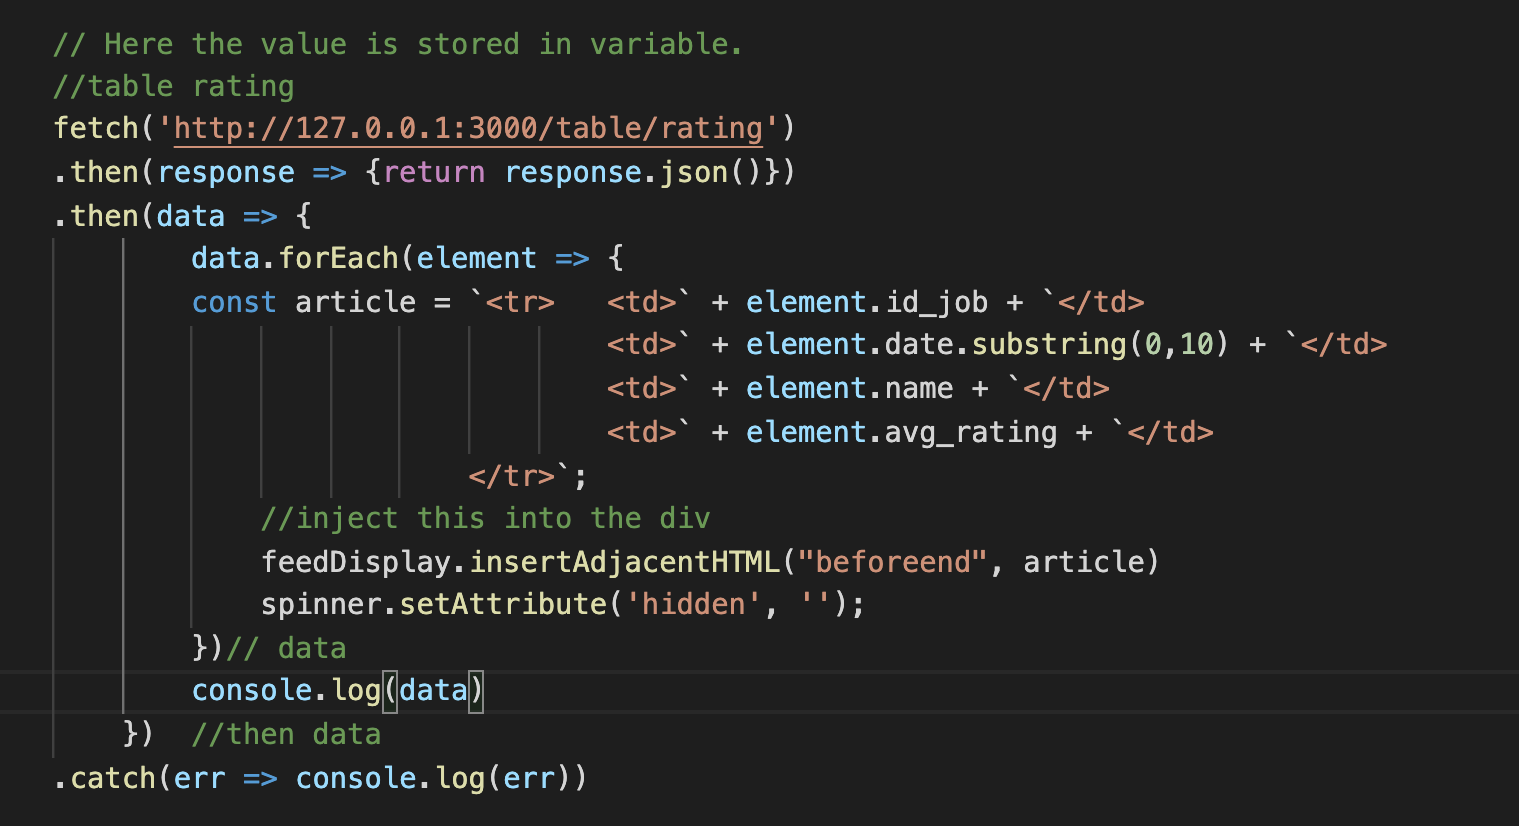 // Here the value is stored in variable.
//table rating
fetch('http://127.0.0.1:3000/table/rating')
.then(response => {return response.json()})
.then(data => {
data.forEach(element => {
const article = `<tr>   <td>` + element.id_job + `</td>
<td>` + element.date.substring(0,10) + `</td>
<td>` + element.name + `</td>
<td>` + element.avg_rating + `</td>
</tr>`;
//inject this into the div
feedDisplay.insertAdjacentHTML("beforeend", article)
spinner.setAttribute('hidden', '');
})// data
console.log(data)
})  //then data
.catch(err => console.log(err))